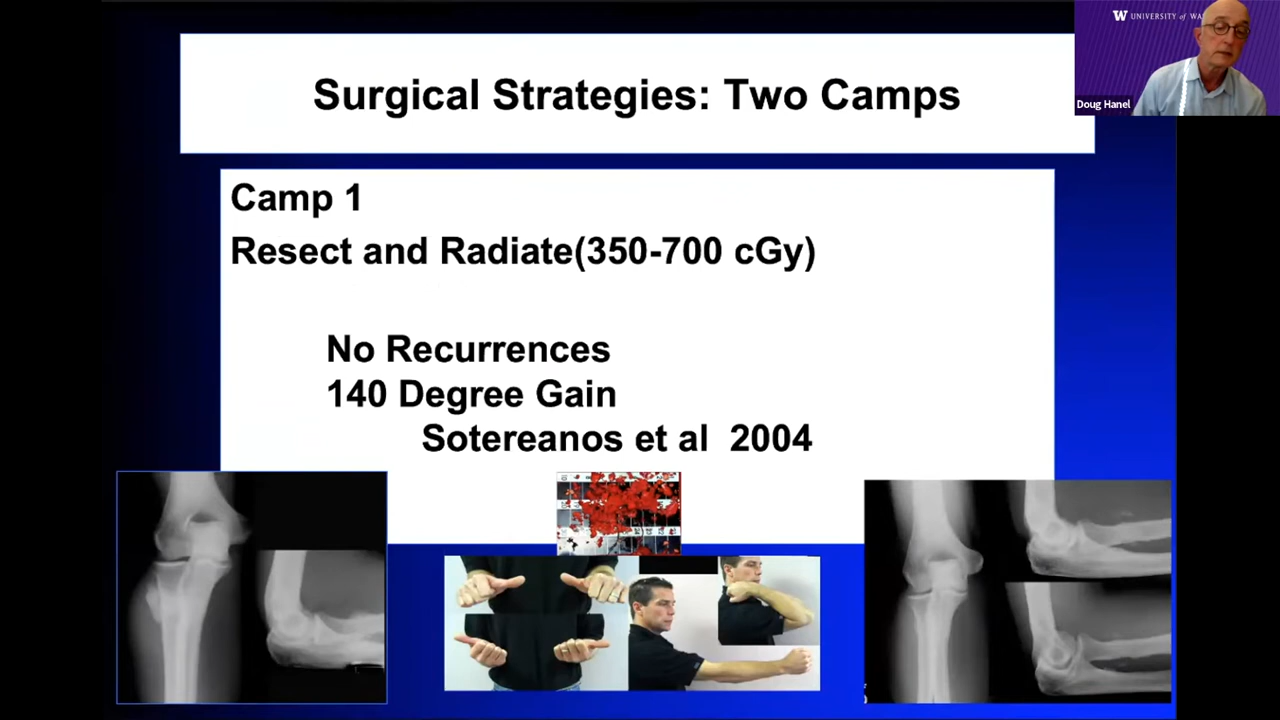 Surgical Strategies: Two Camps
W UNIVERSITY of WA
Doug Hanel
Camp 1
Resect and Radiate(350-700 cGy)
No Recurrences
140 Degree Gain
Sotereanos et al 2004